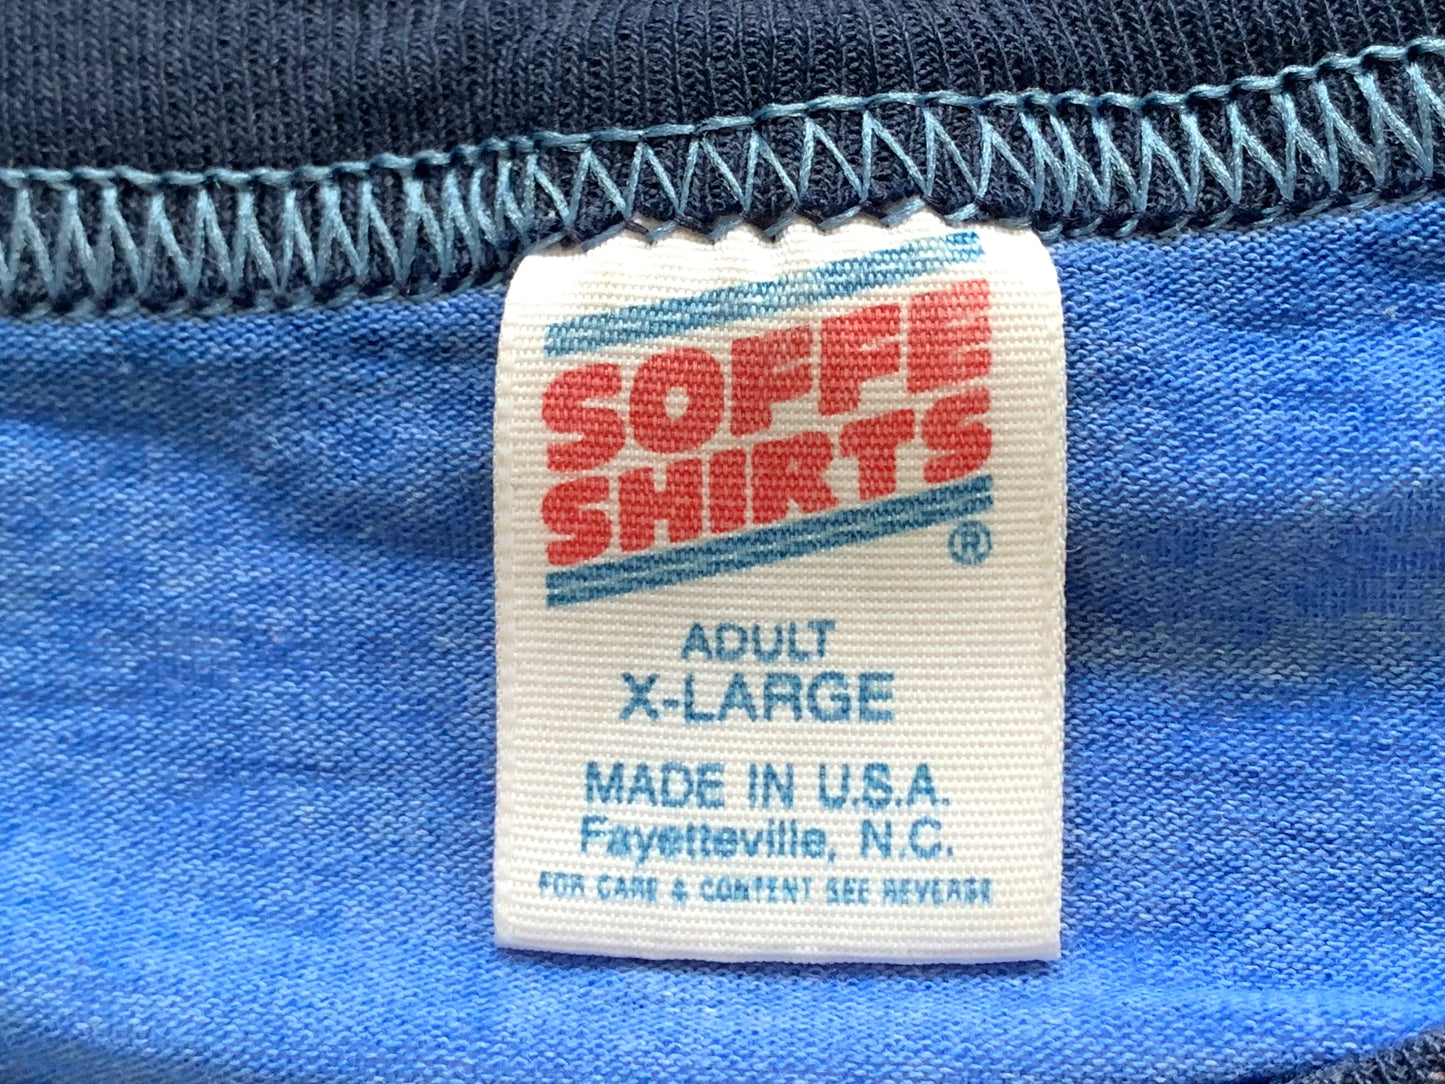 SOFFE
SHIRTS
®
ADULT
X-LARGE
MADE IN U.S.A.
Fayetteville, N.C.
FOR CARE & CONTENT SEE REVERSE